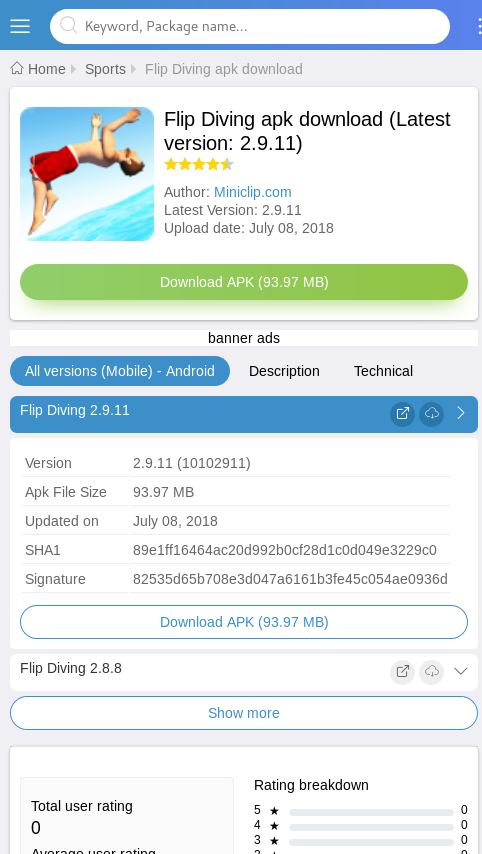 Keyword, Package name...
Home Sports Flip Diving apk download
Flip Diving apk download (Latest
version: 2.9.11)
Author: Miniclip.com
Latest Version: 2.9.11
Upload date: July 08, 2018
Download APK (93.97 MB)
banner ads
All versions (Mobile) - Android Description Technical
Flip Diving 2.9.11
Version 2.9.11 (10102911)
Apk File Size 93.97 MB
Updated on July 08, 2018
SHA1 89e1ff16464ac20d992b0cf28d1c0d049e3229c0
Signature 82535d65b708e3d047a6161b3fe45c054ae0936d
Download APK (93.97 MB)
Flip Diving 2.8.8
Show more
Total user rating
0
Average user rating
Rating breakdown
5 ★ 0
4 ★ 0
3 ★ 0